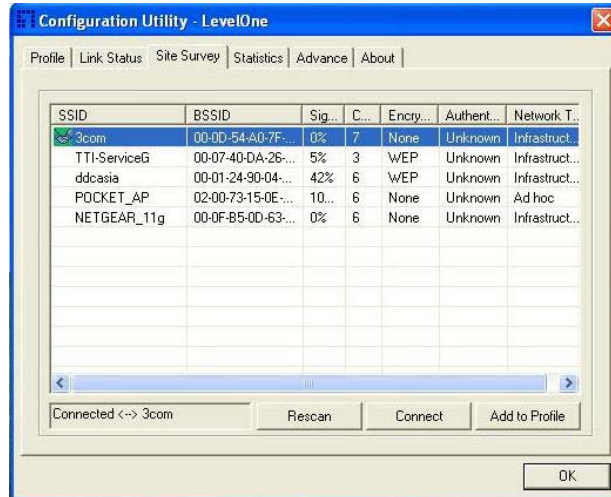 Configuration Utility - LevelOne
Profile Link Status Site Survey Statistics Advance About
SSID BSSID Sig... C... Encry... Authent... Network T...
3com 00-0D-54-A0-7F-... 0% 7 None Unknown Infrastruct...
TTI-ServiceG 00-07-40-DA-26-... 5% 3 WEP Unknown Infrastruct...
ddcasia 00-01-24-90-04-... 42% 6 WEP Unknown Infrastruct...
POCKET_AP 02-00-73-15-0E-... 10... 6 None Unknown Ad hoc
NETGEAR_11g 00-0F-B5-0D-63-... 0% 6 None Unknown Infrastruct...
Connected <--> 3com Rescan Connect Add to Profile
OK